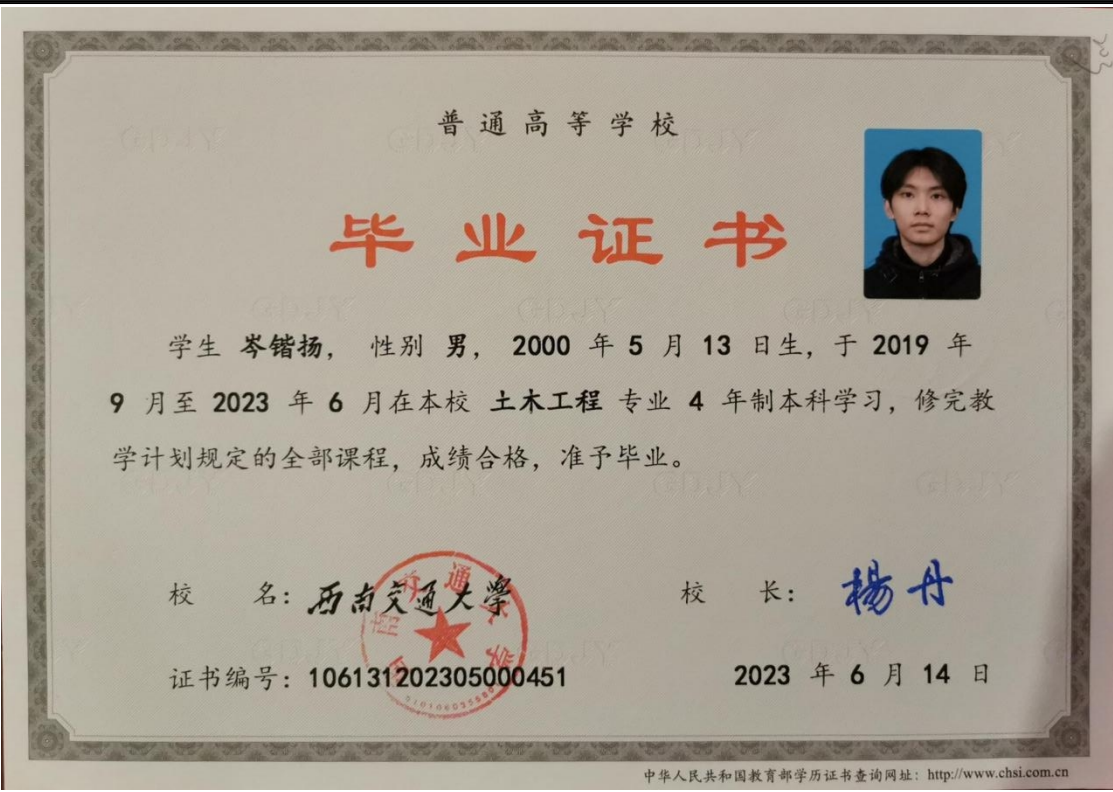 普通高等学校
毕业证书
学生 岑锴扬， 性别 男， 2000 年 5 月 13 日生，于 2019 年
9 月至 2023 年 6 月在本校 土木工程 专业 4 年制本科学习，修完教
学计划规定的全部课程，成绩合格，准予毕业。
校 名：西南交通大學
校 长：楊丹
证书编号：106131202305000451
2023 年 6 月 14 日
中华人民共和国教育部学历证书查询网址：http://www.chsi.com.cn